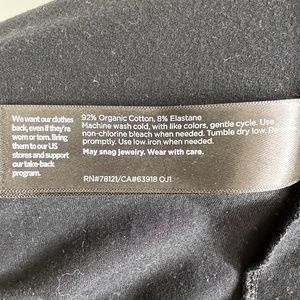 We want our clothes
back, even if they're
worn or torn. Bring
them to our US
stores and support
our take-back
program.
92% Organic Cotton, 8% Elastane
Machine wash cold, with like colors, gentle cycle. Use
non-chlorine bleach when needed. Tumble dry low.
promptly. Use low iron when needed.
May snag jewelry. Wear with care.
RN#78121/CA#63918 OJ1